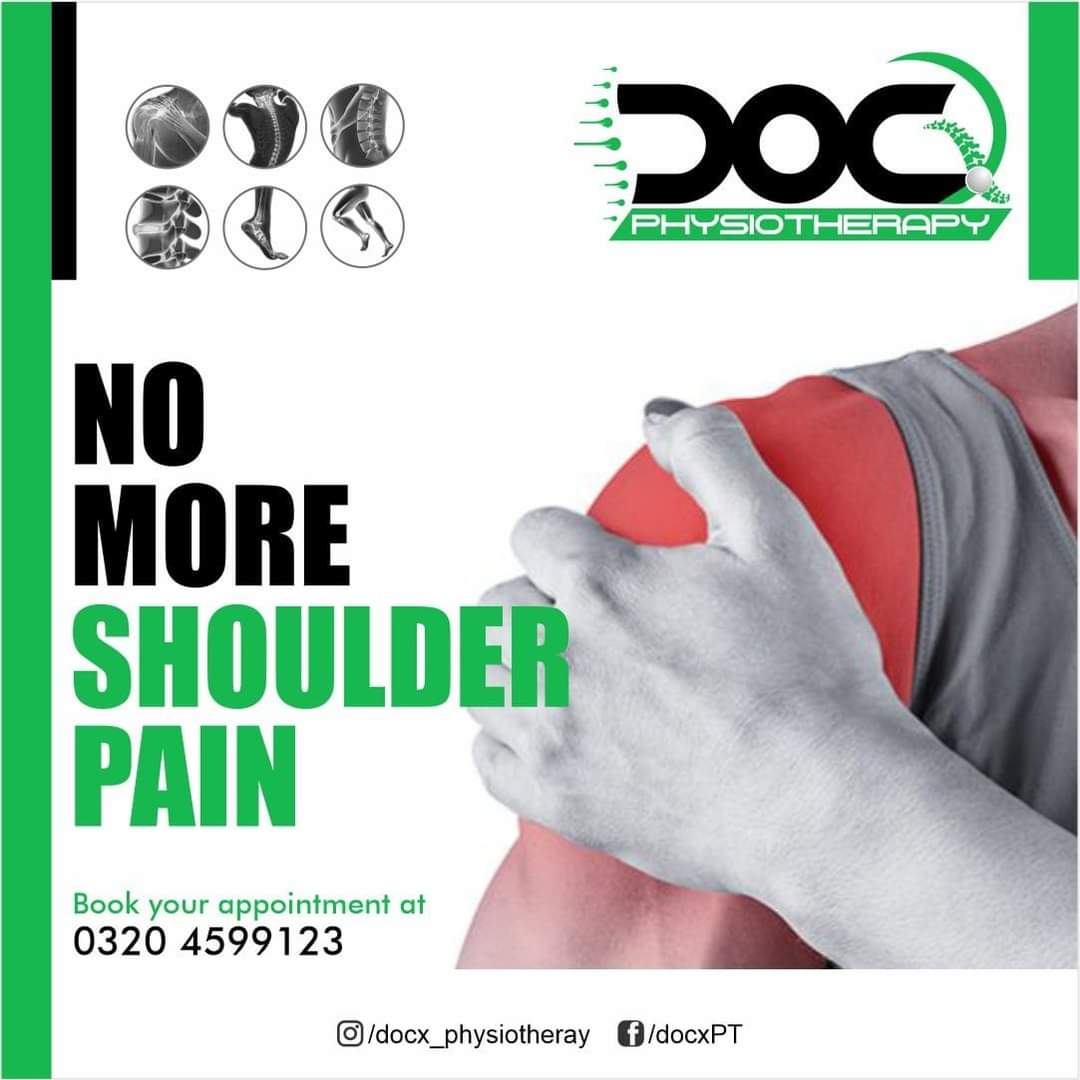 DOC
PHYSIOTHERAPY
NO
MORE
SHOULDER
PAIN
Book your appointment at
0320 4599123
/docx_physiotheray
/docxPT